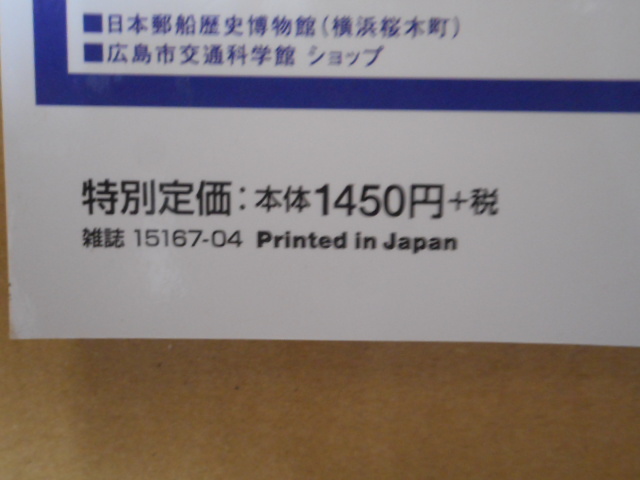 ■日本郵船歴史博物館(横浜桜木町)
■広島市交通科学館 ショップ
特別定価:本体1450円+税
雑誌 15167-04 Printed in Japan